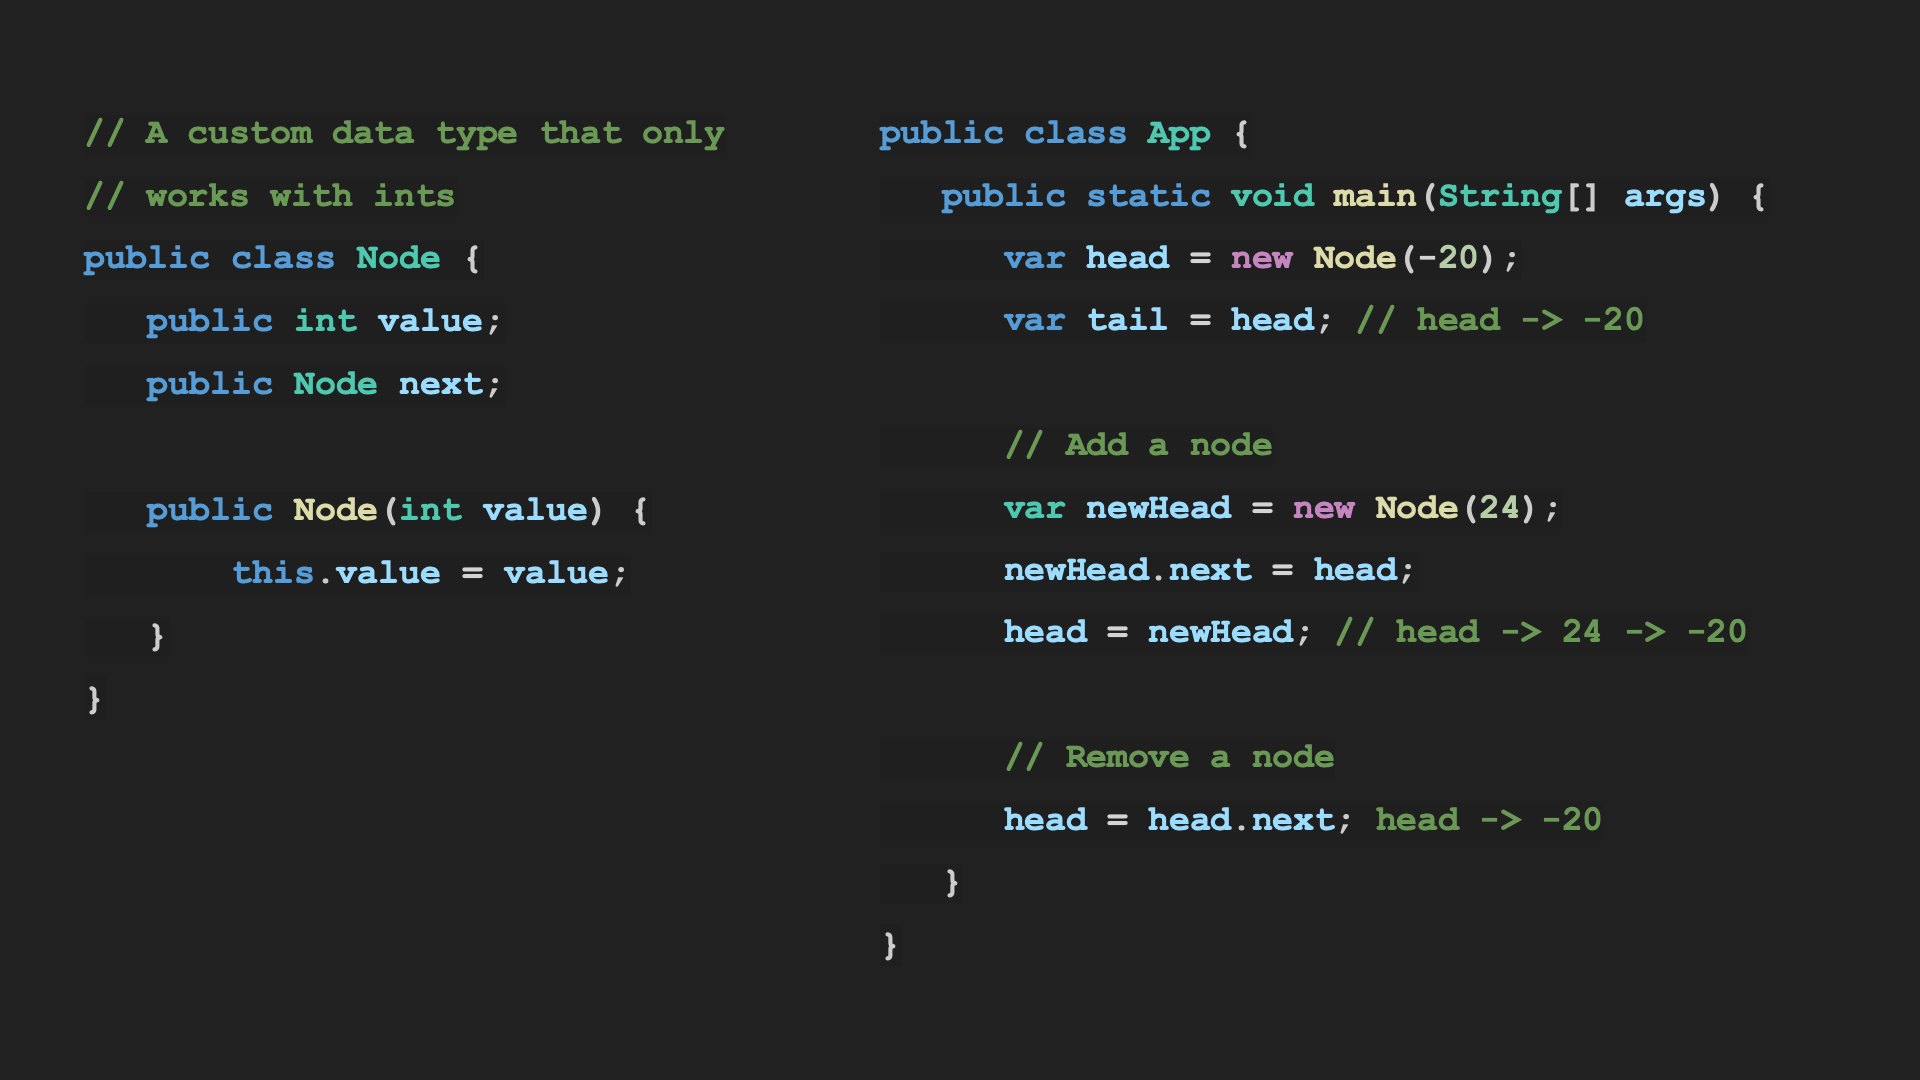 // A custom data type that only
// works with ints
public class Node {
   public int value;
   public Node next;

   public Node(int value) {
       this.value = value;
   }
}
public class App {
   public static void main(String[] args) {
      var head = new Node(-20);
      var tail = head; // head -> -20

      // Add a node
      var newHead = new Node(24);
      newHead.next = head;
      head = newHead; // head -> 24 -> -20

      // Remove a node
      head = head.next; head -> -20
   }
}